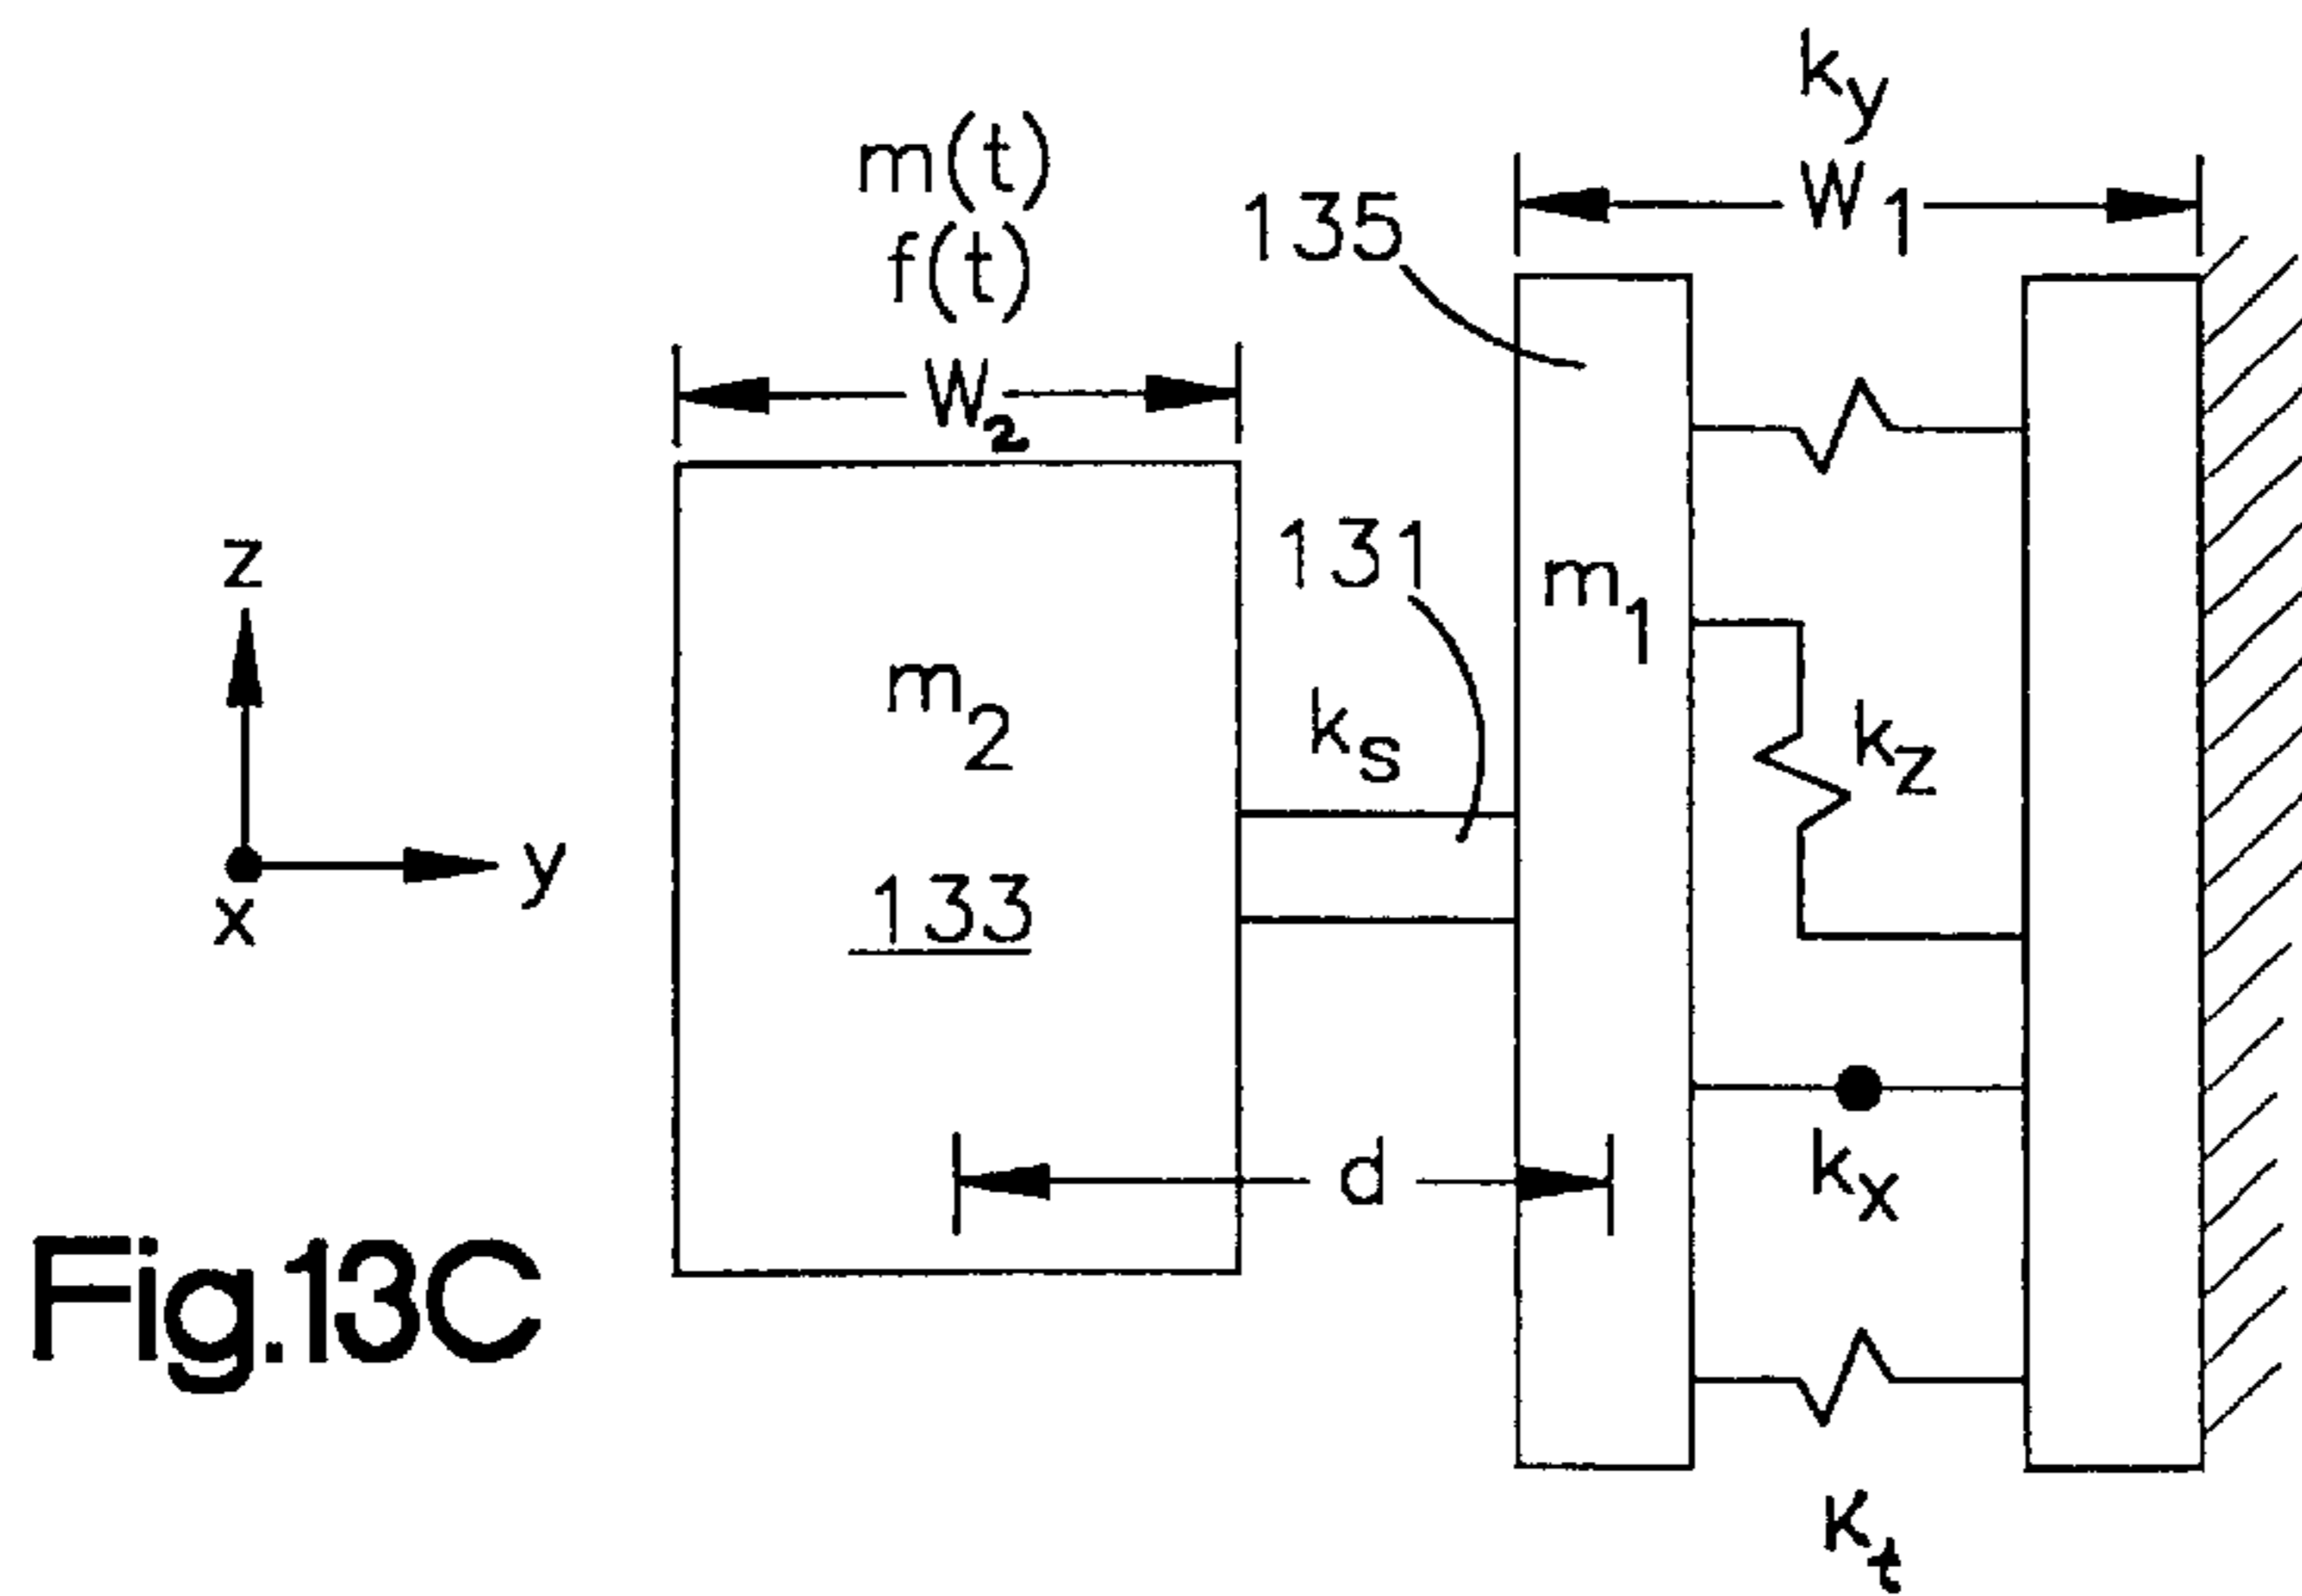 k_y
W_1
m(t)
f(t)
W_2
135
131
m_1
z
y
x
m_2
133
k_s
k_z
d
k_x
K_t
Fig.13C